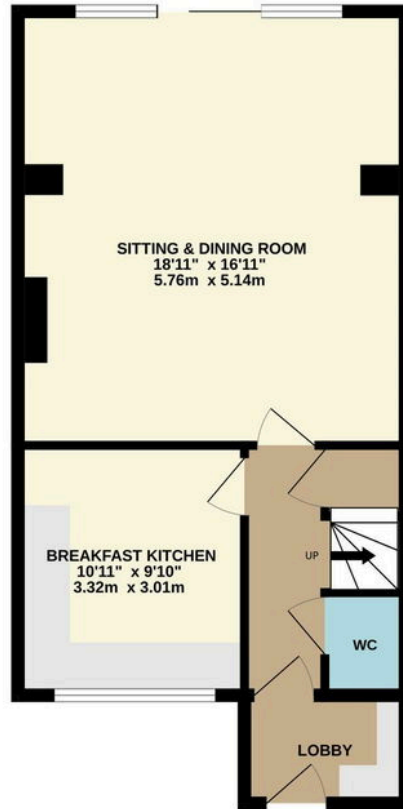 SITTING & DINING ROOM
18'11" x 16'11"
5.76m x 5.14m
BREAKFAST KITCHEN
10'11" x 9'10"
3.32m x 3.01m
UP
WC
LOBBY